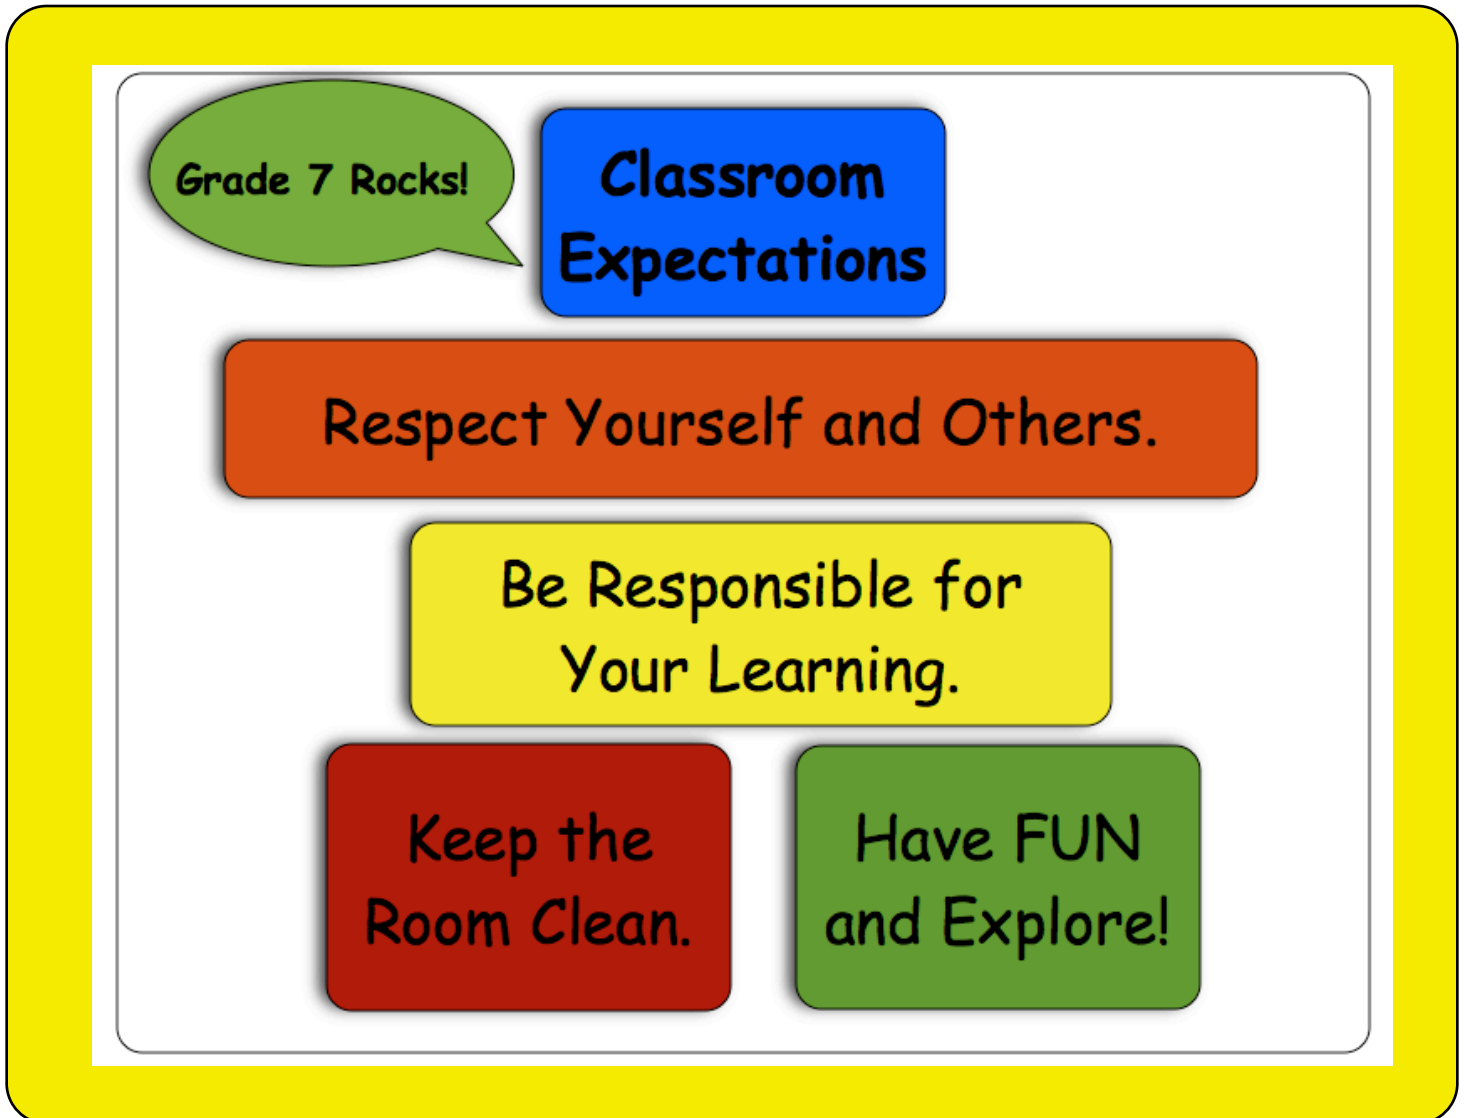 Grade 7 Rocks!
Classroom
Expectations
Respect Yourself and Others.
Be Responsible for
Your Learning.
Keep the
Room Clean.
Have FUN
and Explore!